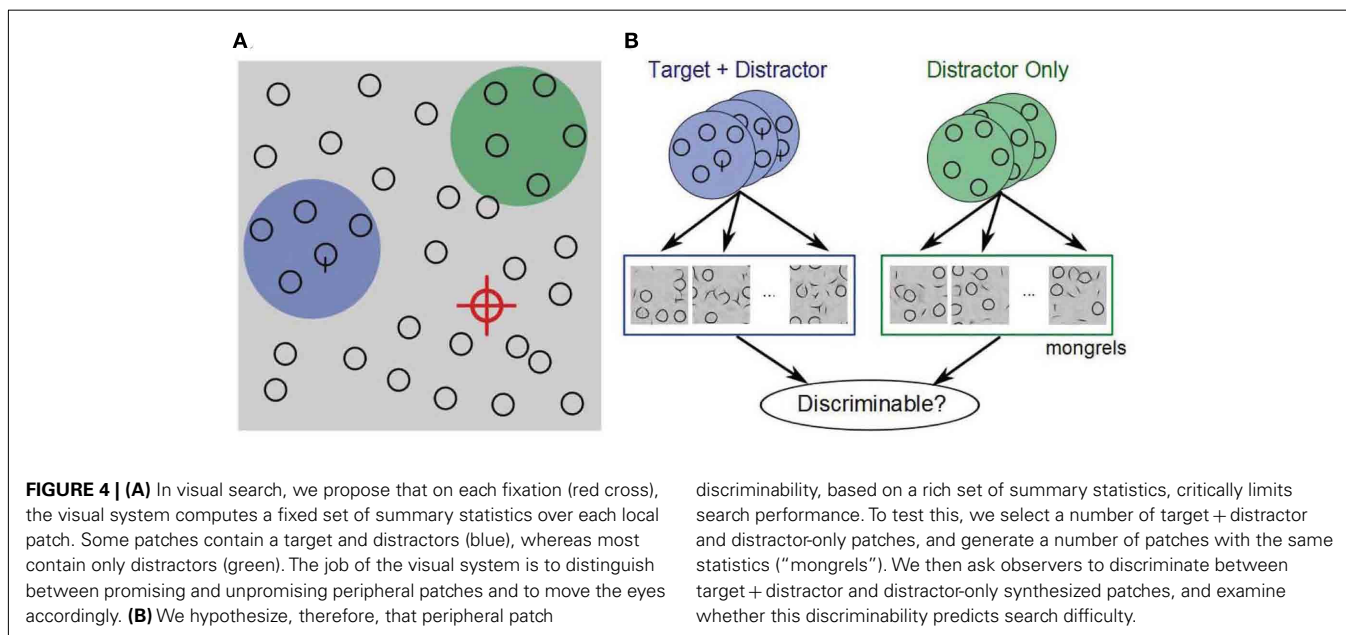 A
B
Target + Distractor
Distractor Only
...
...
mongrels
Discriminable?
FIGURE 4 | (A) In visual search, we propose that on each fixation (red cross),
the visual system computes a fixed set of summary statistics over each local
patch. Some patches contain a target and distractors (blue), whereas most
contain only distractors (green). The job of the visual system is to distinguish
between promising and unpromising peripheral patches and to move the eyes
accordingly. (B) We hypothesize, therefore, that peripheral patch
discriminability, based on a rich set of summary statistics, critically limits
search performance. To test this, we select a number of target + distractor
and distractor-only patches, and generate a number of patches with the same
statistics (“mongrels”). We then ask observers to discriminate between
target + distractor and distractor-only synthesized patches, and examine
whether this discriminability predicts search difficulty.